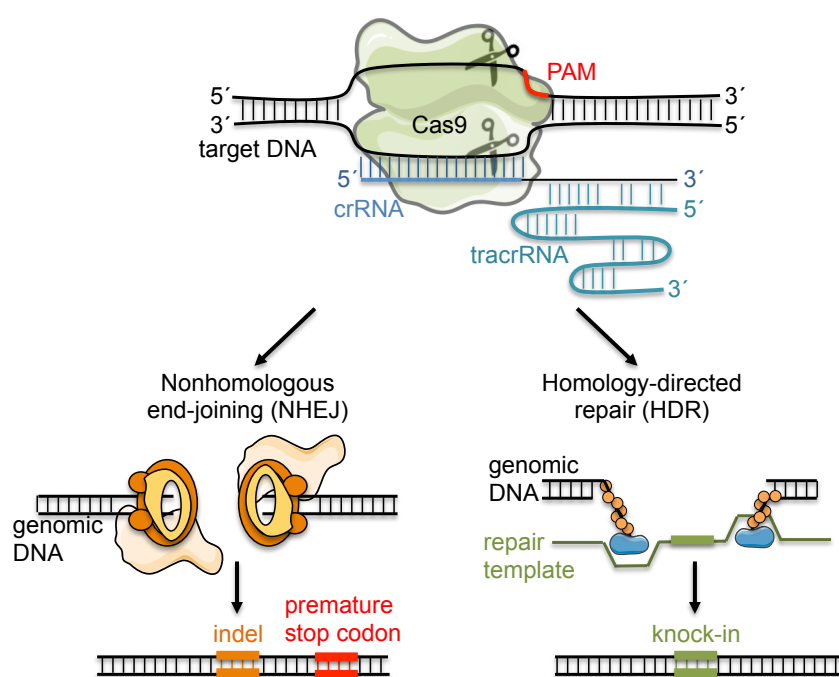 PAM
5´
3´
Cas9
3´
5´
target DNA
5´
3´
crRNA
5´
tracrRNA
3´
Nonhomologous
end-joining (NHEJ)
Homology-directed
repair (HDR)
genomic
DNA
genomic
DNA
repair
template
indel
premature
stop codon
knock-in